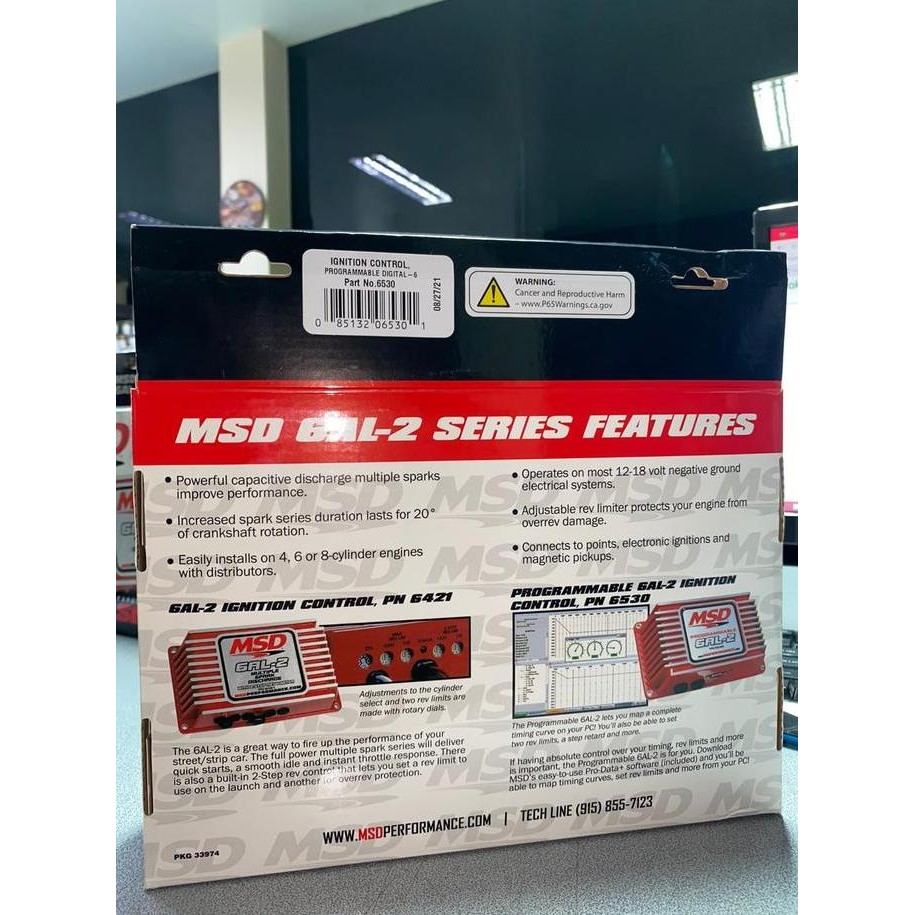 IGNITION CONTROL,
PROGRAMMABLE DIGITAL-6
Part No.6530
08/27/21
0 85132 06530 1
WARNING:
Cancer and Reproductive Harm
– www.P65Warnings.ca.gov
MSD 6AL-2 SERIES FEATURES
• Powerful capacitive discharge multiple sparks
improve performance.
• Increased spark series duration lasts for 20°
of crankshaft rotation.
• Easily installs on 4, 6 or 8-cylinder engines
with distributors.
• Operates on most 12-18 volt negative ground
electrical systems.
• Adjustable rev limiter protects your engine from
overrev damage.
• Connects to points, electronic ignitions and
magnetic pickups.
6AL-2 IGNITION CONTROL, PN 6421
MSD
6AL-2
MULTIPLE
SPARK
DISCHARGE
Adjustments to the cylinder
select and two rev limits are
made with rotary dials.
The 6AL-2 is a great way to fire up the performance of your
street/strip car. The full power multiple spark series will deliver
quick starts, a smooth idle and instant throttle response. There
is also a built-in 2-Step rev control that lets you set a rev limit to
use on the launch and another for overrev protection.
PROGRAMMABLE 6AL-2 IGNITION
CONTROL, PN 6530
MSD
PROGRAMMABLE
6AL-2
The Programmable 6AL-2 lets you map a complete
timing curve on your PC! You'll also be able to set
two rev limits, a step retard and more.
If having absolute control over your timing, rev limits and more
is important, the Programmable 6AL-2 is for you. Download
MSD's easy-to-use Pro-Data+ software (included) and you'll be
able to map timing curves, set rev limits and more from your PC!
WWW.MSDPERFORMANCE.COM | TECH LINE (915) 855-7123
PKG 33974